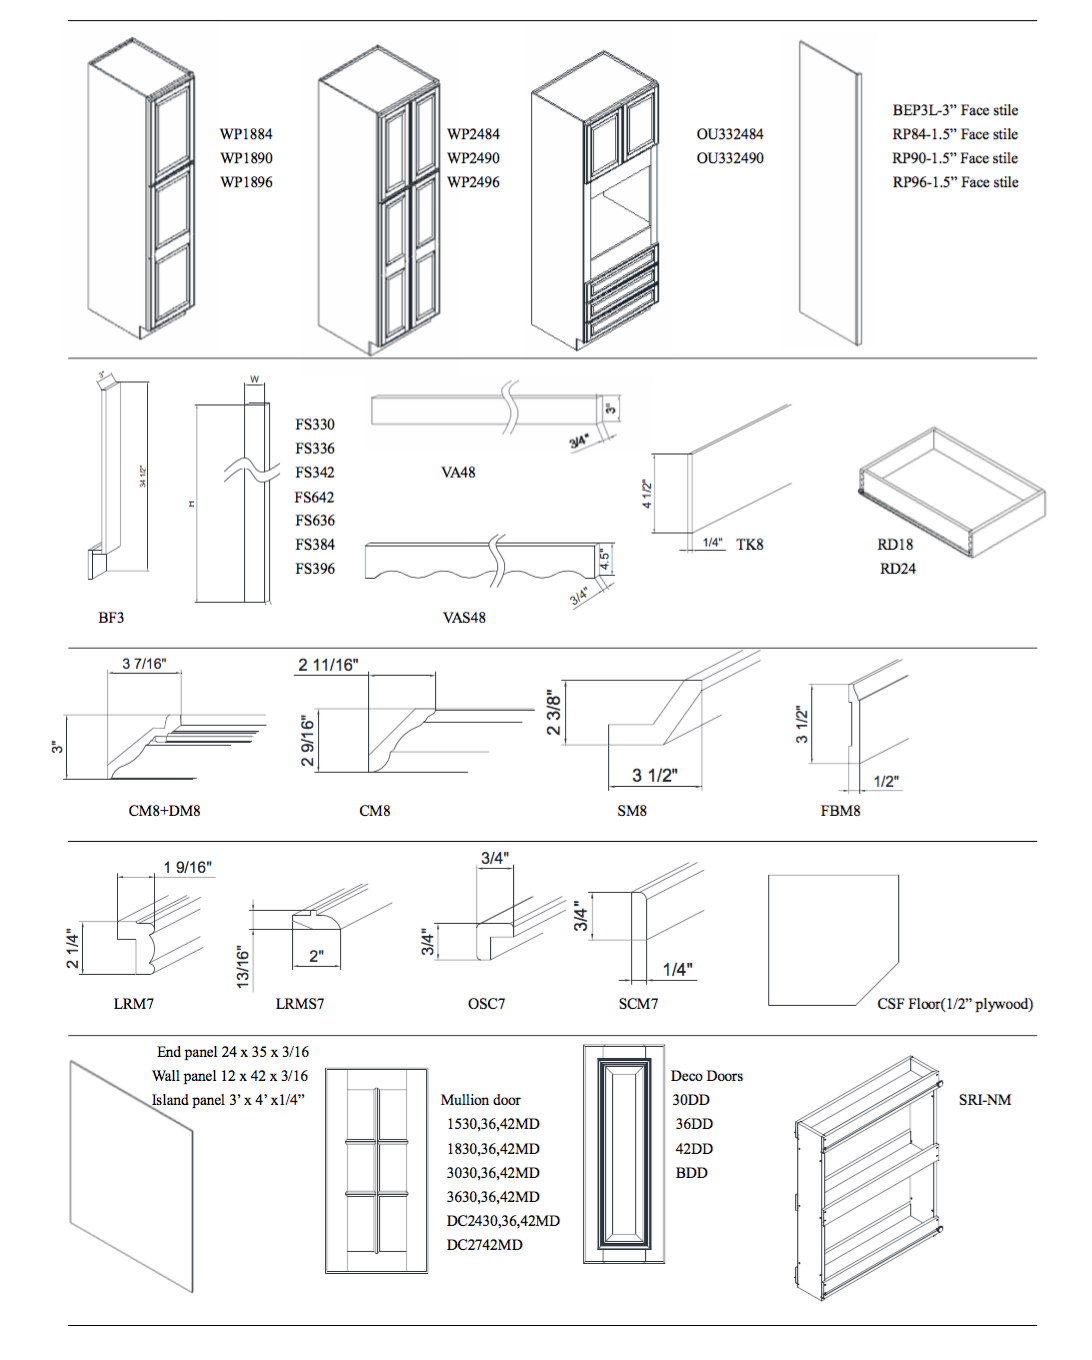 WP1884
WP1890
WP1896
WP2484
WP2490
WP2496
OU332484
OU332490
BEP3L-3” Face stile
RP84-1.5” Face stile
RP90-1.5” Face stile
RP96-1.5” Face stile
3"
34 1/2"
BF3
W
H
FS330
FS336
FS342
FS642
FS636
FS384
FS396
3"
3/4"
VA48
4.5"
3/4"
VAS48
4 1/2"
1/4"
TK8
RD18
RD24
3 7/16"
3"
CM8+DM8
2 11/16"
2 9/16"
CM8
2 3/8"
3 1/2"
SM8
3 1/2"
1/2"
FBM8
1 9/16"
2 1/4"
LRM7
13/16"
2"
LRMS7
3/4"
3/4"
OSC7
3/4"
1/4"
SCM7
CSF Floor(1/2” plywood)
End panel 24 x 35 x 3/16
Wall panel 12 x 42 x 3/16
Island panel 3’ x 4’ x1/4”
Mullion door
1530,36,42MD
1830,36,42MD
3030,36,42MD
3630,36,42MD
DC2430,36,42MD
DC2742MD
Deco Doors
30DD
36DD
42DD
BDD
SRI-NM